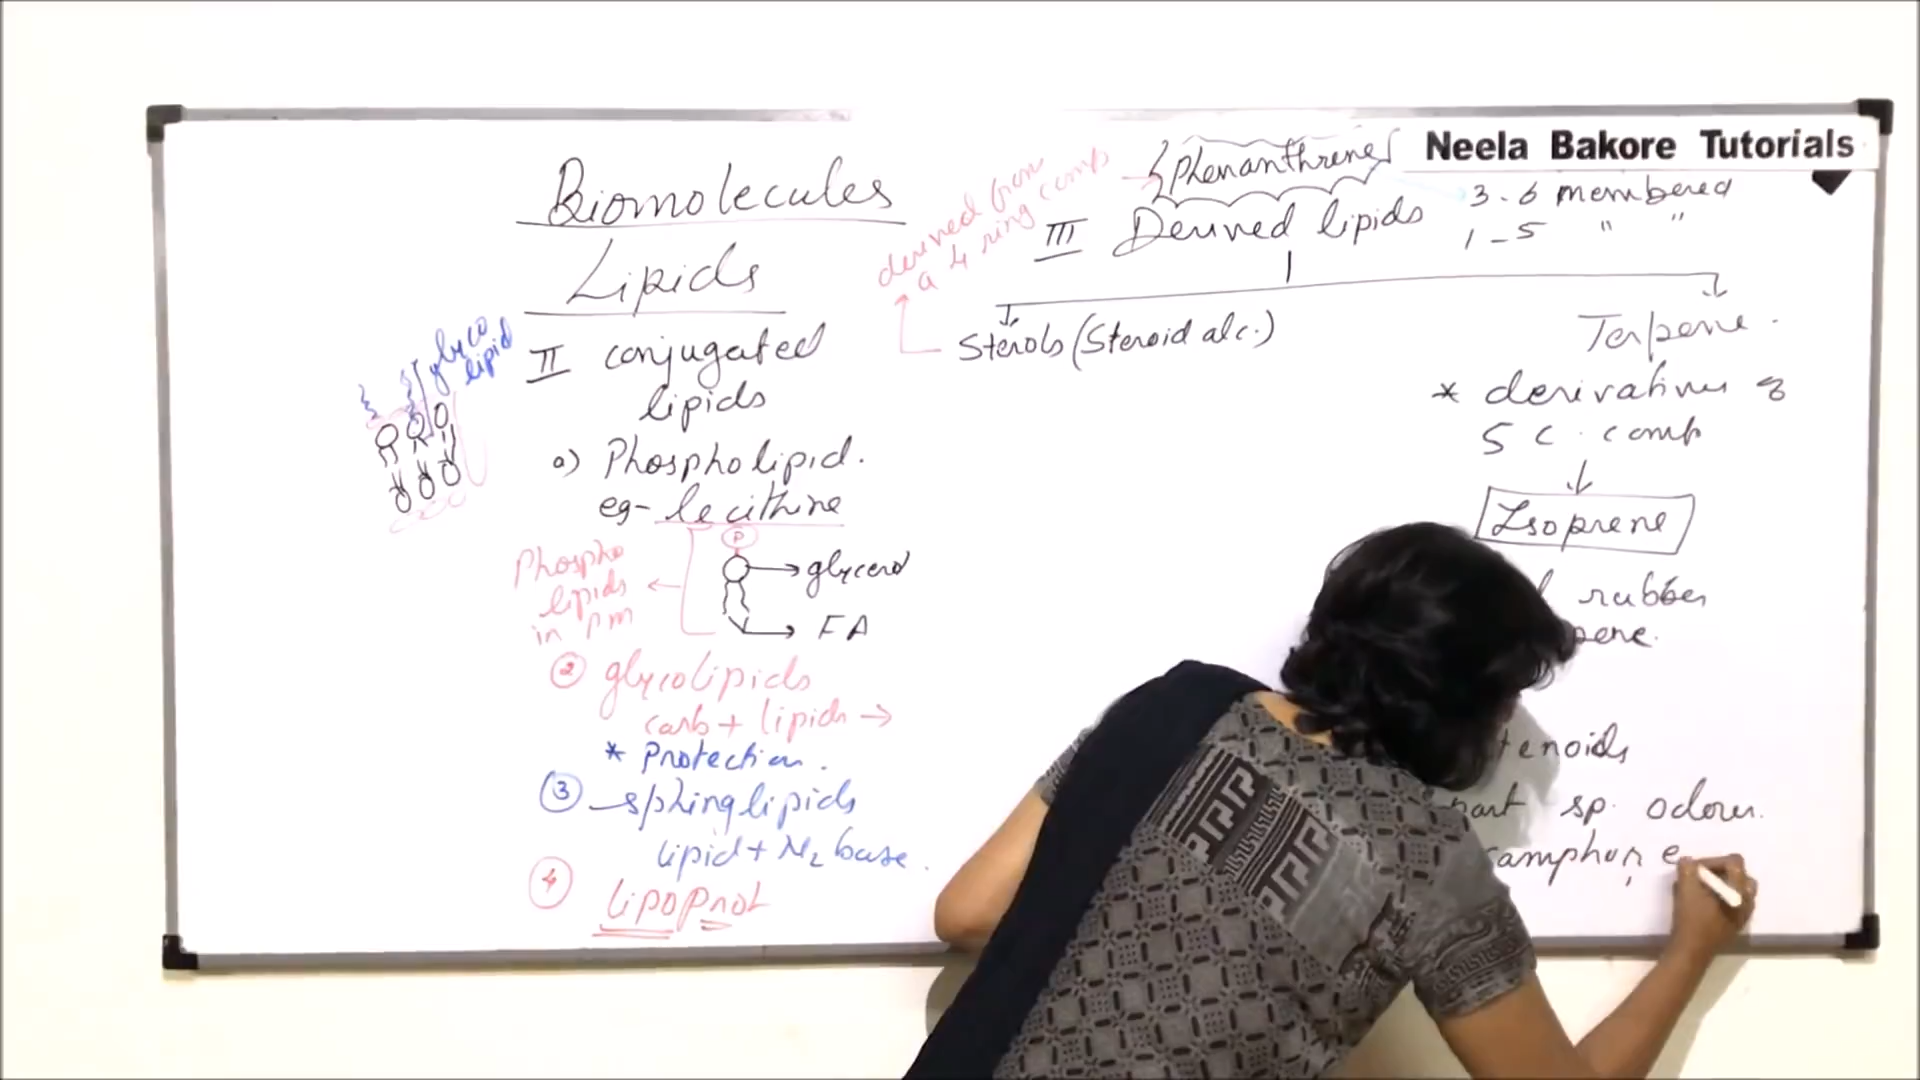 Neela Bakore Tutorials
Biomolecules
Lipids
glyco
lipid
II conjugated
lipids
a) Phospholipid.
eg- lecithine
P
glycerol
FA
Phospho
lipids
in pm
② glycolipids
carb + lipids →
* Protection.
③ sphinglipids
lipid + N2 base.
④ lipoprot
derived from
a 4 ring comp
Phenanthrene
3 - 6 membered
1 - 5 " "
III Derived lipids
Sterols (Steroid alc.)
Terpene.
* derivatives of
5 C. comp
Isoprene
rubber
pene.
tenoids
part sp. odour.
camphor, e